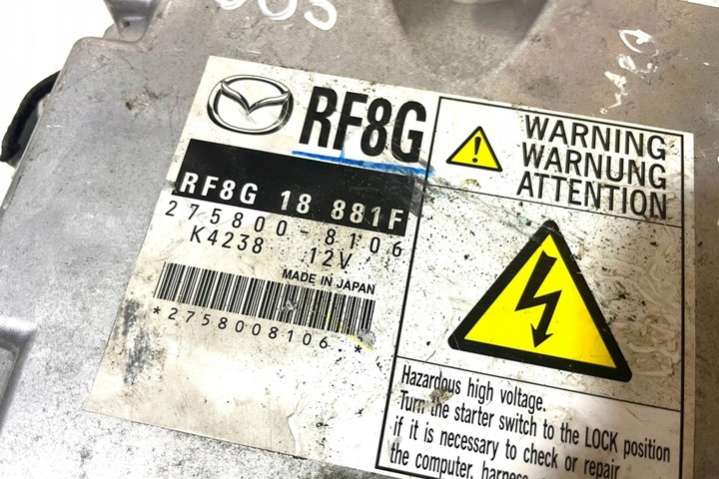 005
RF8G
RF8G 18 881F
275800-8106
K4238 12V
MADE IN JAPAN
*2758008106.*
WARNING
WARNUNG
ATTENTION
Hazardous high voltage.
Turn the starter switch to the LOCK position
if it is necessary to check or repair
the computer, harness